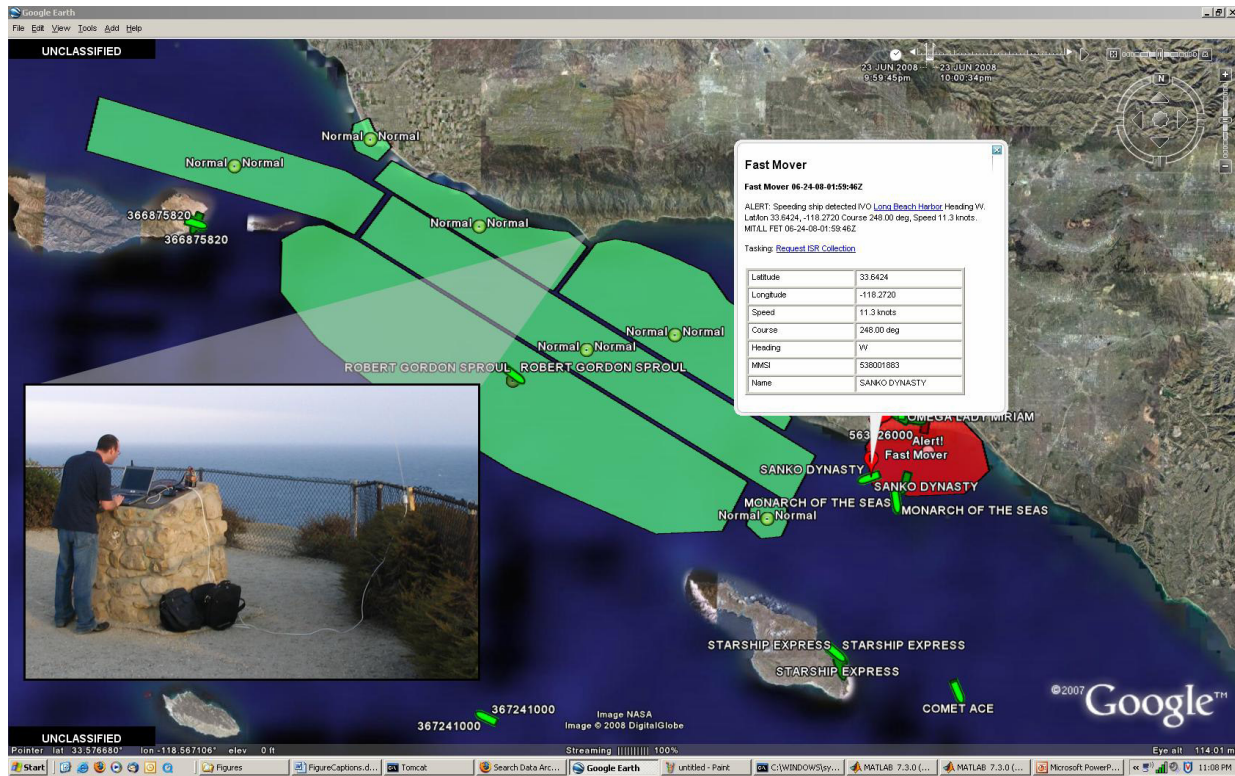 Google Earth
File Edit View Tools Add Help
UNCLASSIFIED
23 JUN 2008
9:59:45pm
23 JUN 2008
10:00:34pm
N
Normal Normal
Normal Normal
366875820
366875820
Normal Normal
Normal Normal
Normal Normal
ROBERT GORDON SPROUL ROBERT GORDON SPROUL
Fast Mover
Fast Mover 06-24-08-01:59:46Z
ALERT: Speeding ship detected IVO Long Beach Harbor Heading W.
Lat/lon 33.6424, -118.2720 Course 248.00 deg, Speed 11.3 knots.
MIT/LL FET 06-24-08-01:59:46Z
Tasking: Request ISR Collection
Latitude 33.6424
Longitude -118.2720
Speed 11.3 knots
Course 248.00 deg
Heading W
MMSI 538001883
Name SANKO DYNASTY
OMEGA LADY MIRIAM
Alert!
Fast Mover
SANKO DYNASTY
SANKO DYNASTY
MONARCH OF THE SEAS
MONARCH OF THE SEAS
Normal Normal
STARSHIP EXPRESS STARSHIP EXPRESS
STARSHIP EXPRESS
COMET ACE
367241000
367241000
Image NASA
Image © 2008 DigitalGlobe
©2007 Google™
UNCLASSIFIED
Pointer lat 33.576680° lon -118.567106° elev 0 ft Streaming 100% Eye alt 114.01 m
Start Figures FigureCaptions.d... Tomcat Search Data Arc... Google Earth untitled - Paint C:\WINDOWS\sy... MATLAB 7.3.0 (... MATLAB 7.3.0 (... Microsoft PowerP... 11:08 PM